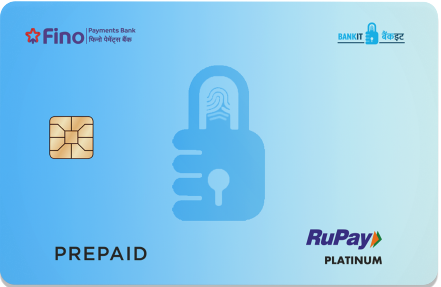 Fino Payments Bank
फिनो पेमेंट्स बैंक
BANKIT बैंकइट
PREPAID
RuPay
PLATINUM